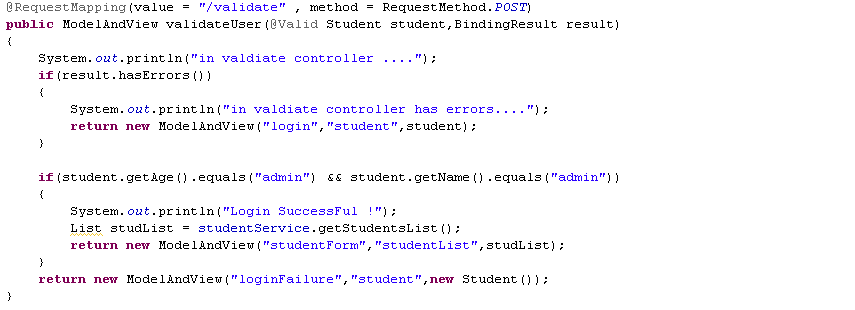 @RequestMapping(value = "/validate" , method = RequestMethod.POST)
public ModelAndView validateUser(@Valid Student student,BindingResult result)
{
    System.out.println("in valdiate controller ....");
    if(result.hasErrors())
    {
        System.out.println("in valdiate controller has errors....");
        return new ModelAndView("login","student",student);
    }
    if(student.getAge().equals("admin") && student.getName().equals("admin"))
    {
        System.out.println("Login SuccessFul !");
        List studList = studentService.getStudentsList();
        return new ModelAndView("studentForm","studentList",studList);
    }
    return new ModelAndView("loginFailure","student",new Student());
}